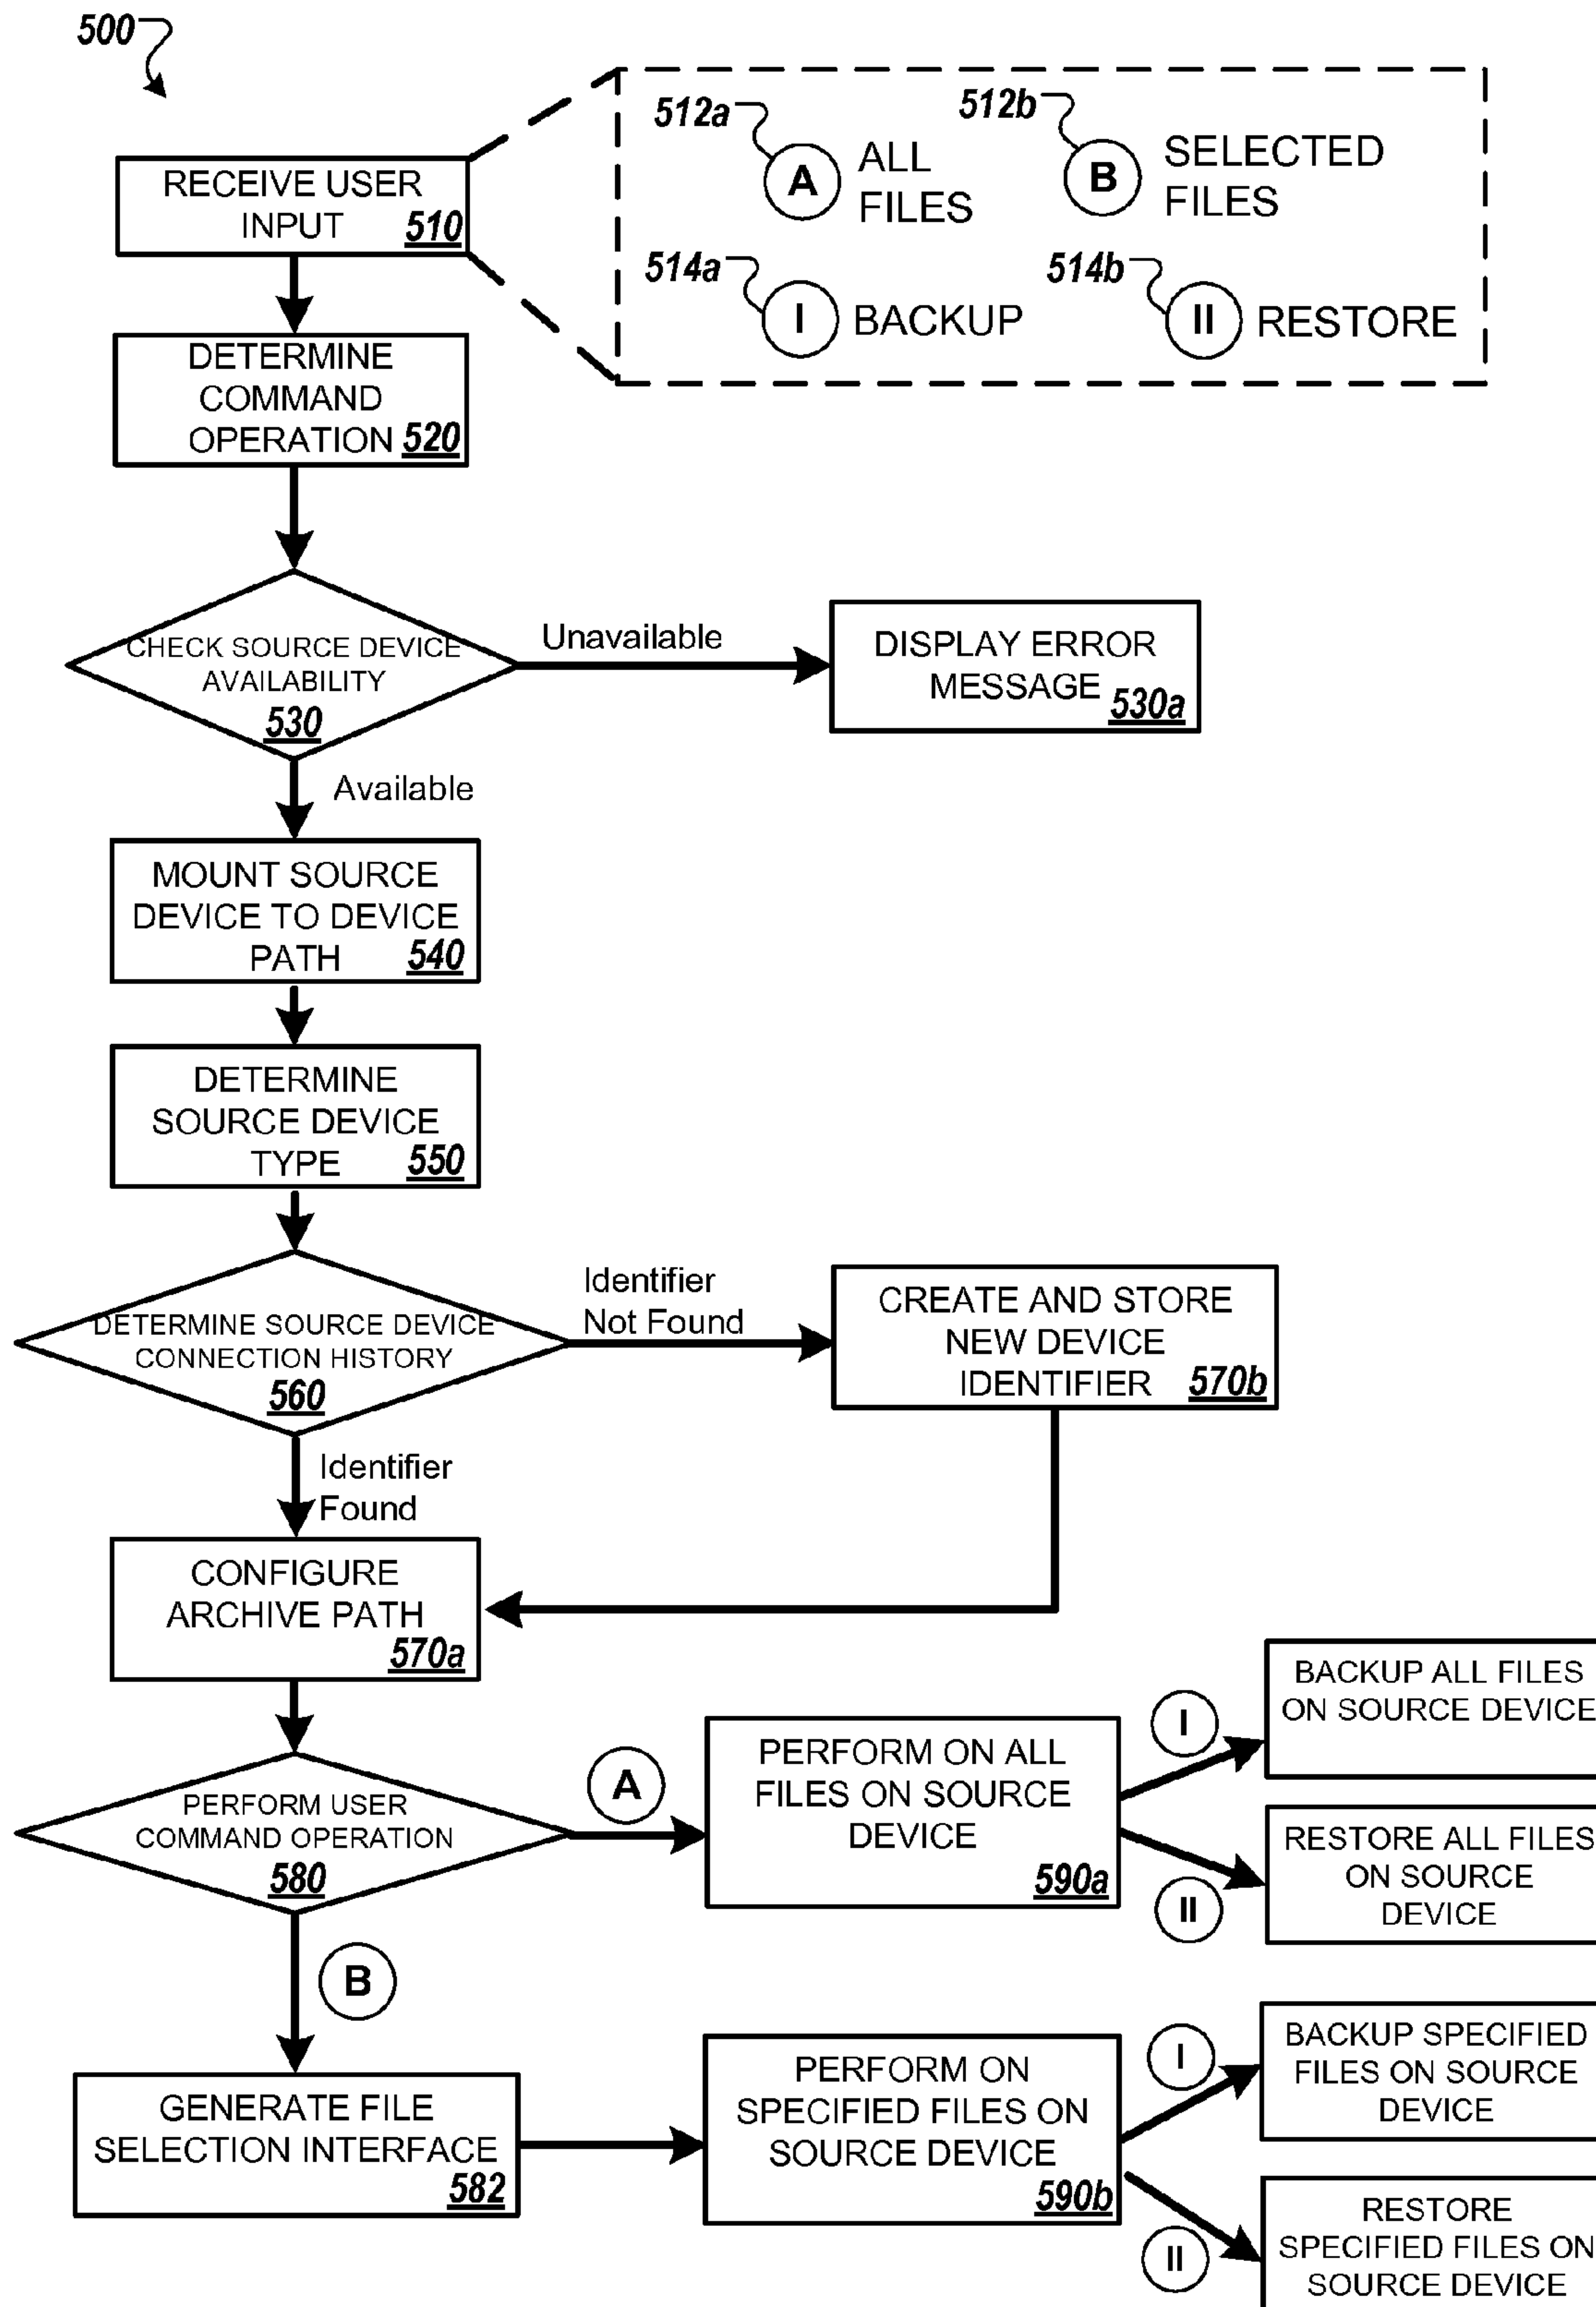 500
512a
512b
A
ALL
FILES
B
SELECTED
FILES
514a
514b
I
BACKUP
II
RESTORE
RECEIVE USER
INPUT 510
DETERMINE
COMMAND
OPERATION 520
CHECK SOURCE DEVICE
AVAILABILITY
530
Unavailable
DISPLAY ERROR
MESSAGE 530a
Available
MOUNT SOURCE
DEVICE TO DEVICE
PATH 540
DETERMINE
SOURCE DEVICE
TYPE 550
DETERMINE SOURCE DEVICE
CONNECTION HISTORY
560
Identifier
Not Found
CREATE AND STORE
NEW DEVICE
IDENTIFIER 570b
Identifier
Found
CONFIGURE
ARCHIVE PATH
570a
PERFORM USER
COMMAND OPERATION
580
A
PERFORM ON ALL
FILES ON SOURCE
DEVICE
590a
I
BACKUP ALL FILES
ON SOURCE DEVICE
II
RESTORE ALL FILES
ON SOURCE
DEVICE
B
GENERATE FILE
SELECTION INTERFACE
582
PERFORM ON
SPECIFIED FILES ON
SOURCE DEVICE
590b
I
BACKUP SPECIFIED
FILES ON SOURCE
DEVICE
II
RESTORE
SPECIFIED FILES ON
SOURCE DEVICE